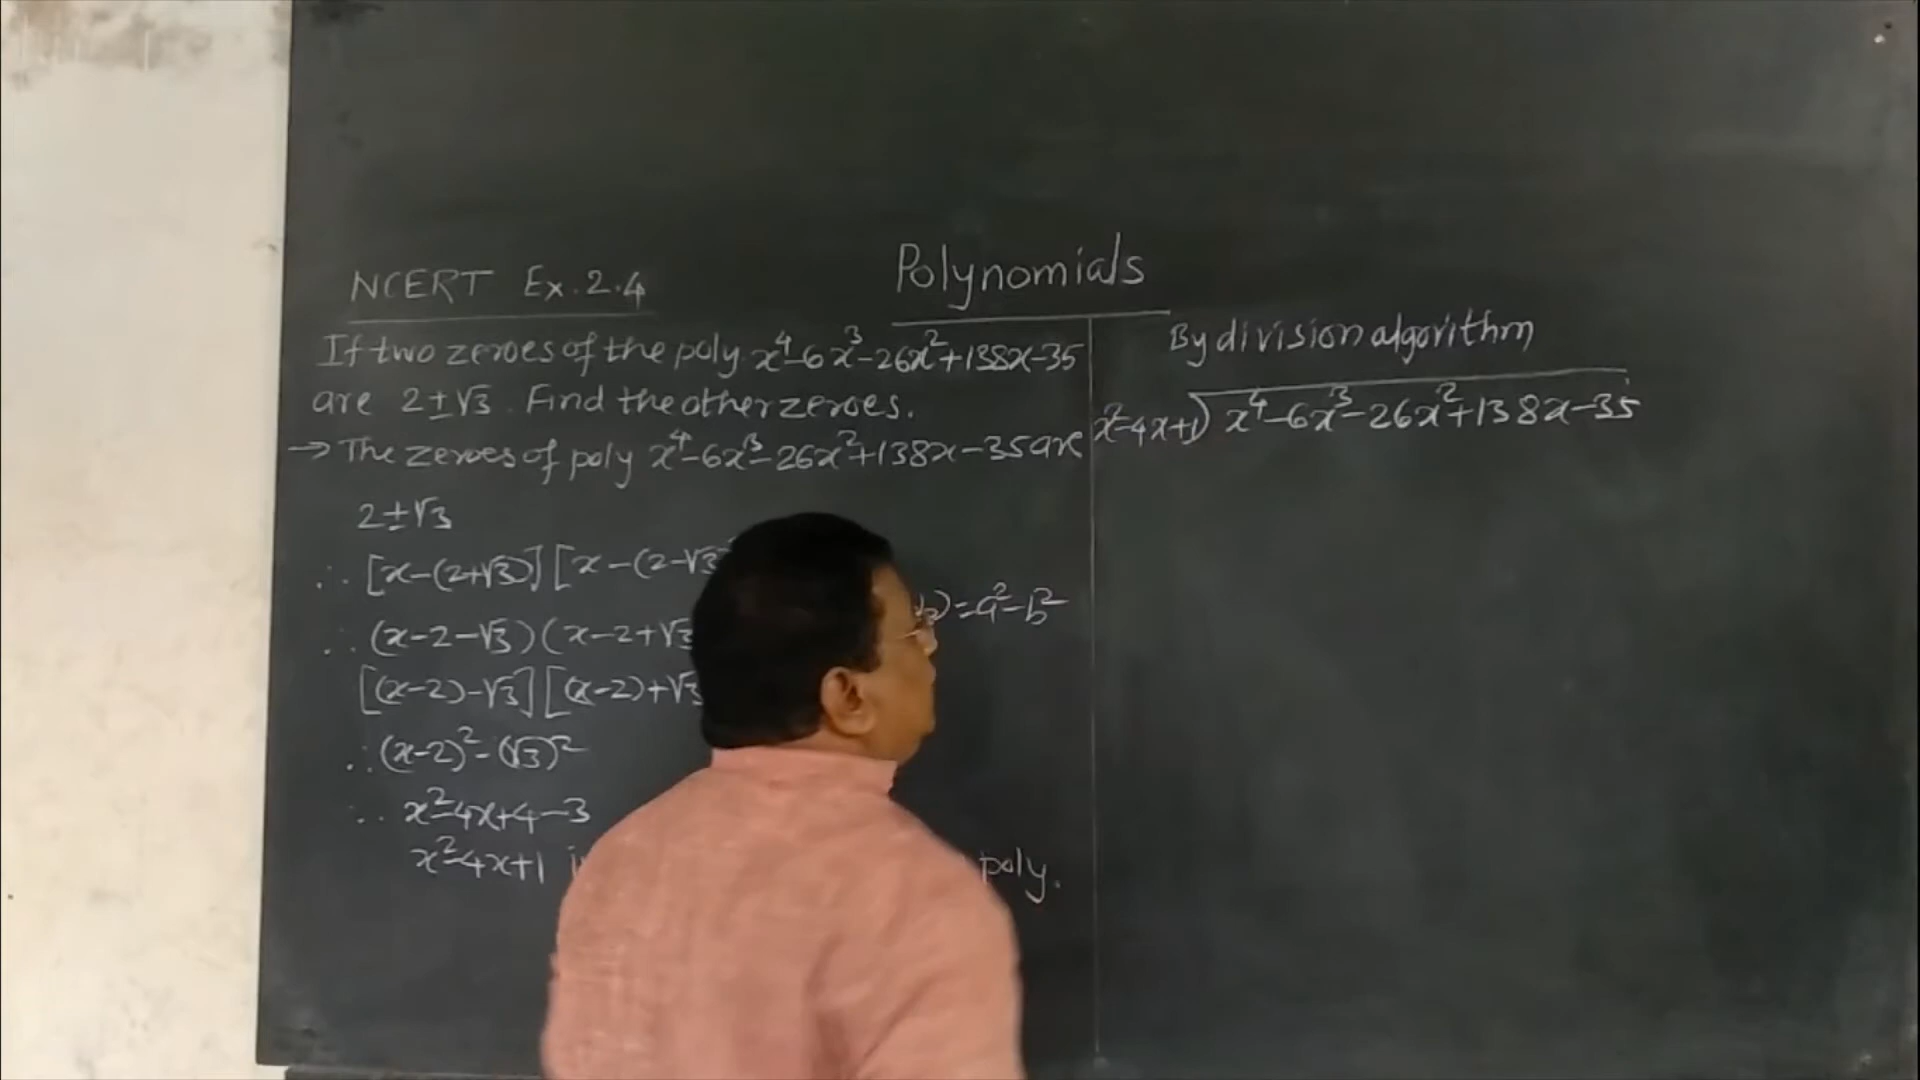 NCERT Ex.2.4
Polynomials
If two zeroes of the poly x⁴-6x³-26x²+138x-35
are 2±√3. Find the other zeroes.
→ The zeroes of poly x⁴-6x³-26x²+138x-35 are
2±√3
∴ [x-(2+√3)][x-(2-√3
∴ (x-2-√3)(x-2+√3
[(x-2)-√3][(x-2)+√3
b)=a²-b²
∴ (x-2)²-(√3)²
∴ x²-4x+4-3
x²-4x+1
poly.
By division algorithm
x²-4x+1) x⁴-6x³-26x²+138x-35